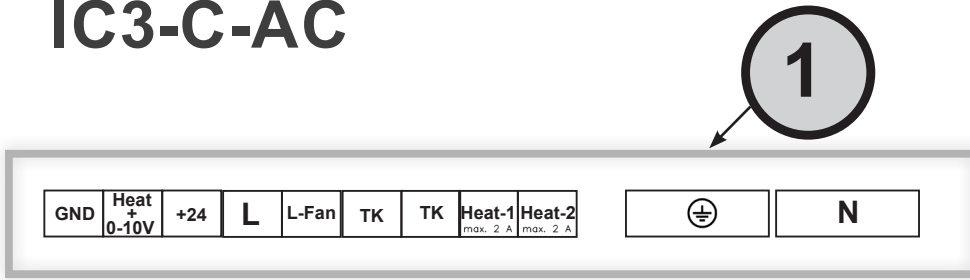 IC3-C-AC
1
GND Heat + 0-10V +24 L L-Fan TK TK Heat-1 max. 2 A Heat-2 max. 2 A N